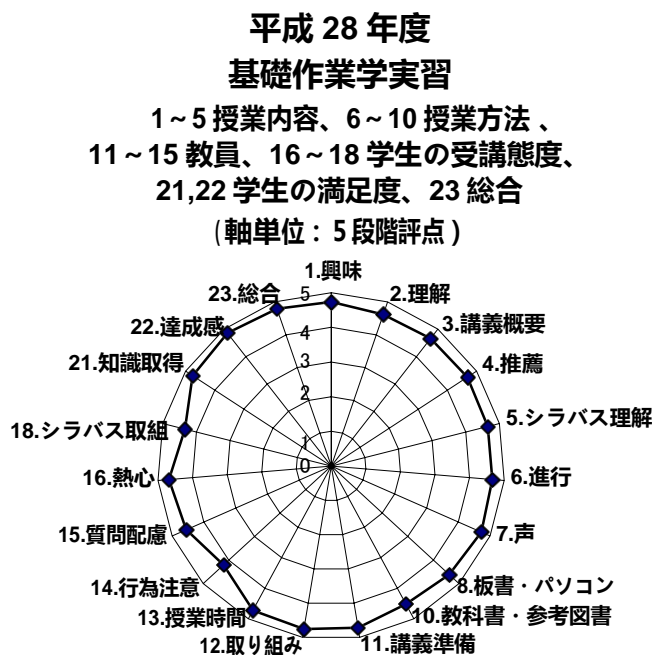 平成 28 年度
基礎作業学実習
1~5 授業内容、6~10 授業方法 、
11~15 教員、16~18 学生の受講態度、
21,22 学生の満足度、23 総合
(軸単位：5 段階評点)
1.興味
2.理解
3.講義概要
4.推薦
5.シラバス理解
6.進行
7.声
8.板書・パソコン
10.教科書・参考図書
11.講義準備
12.取り組み
13.授業時間
14.行為注意
15.質問配慮
16.熱心
18.シラバス取組
21.知識取得
22.達成感
23.総合
5
4
3
2
1
0